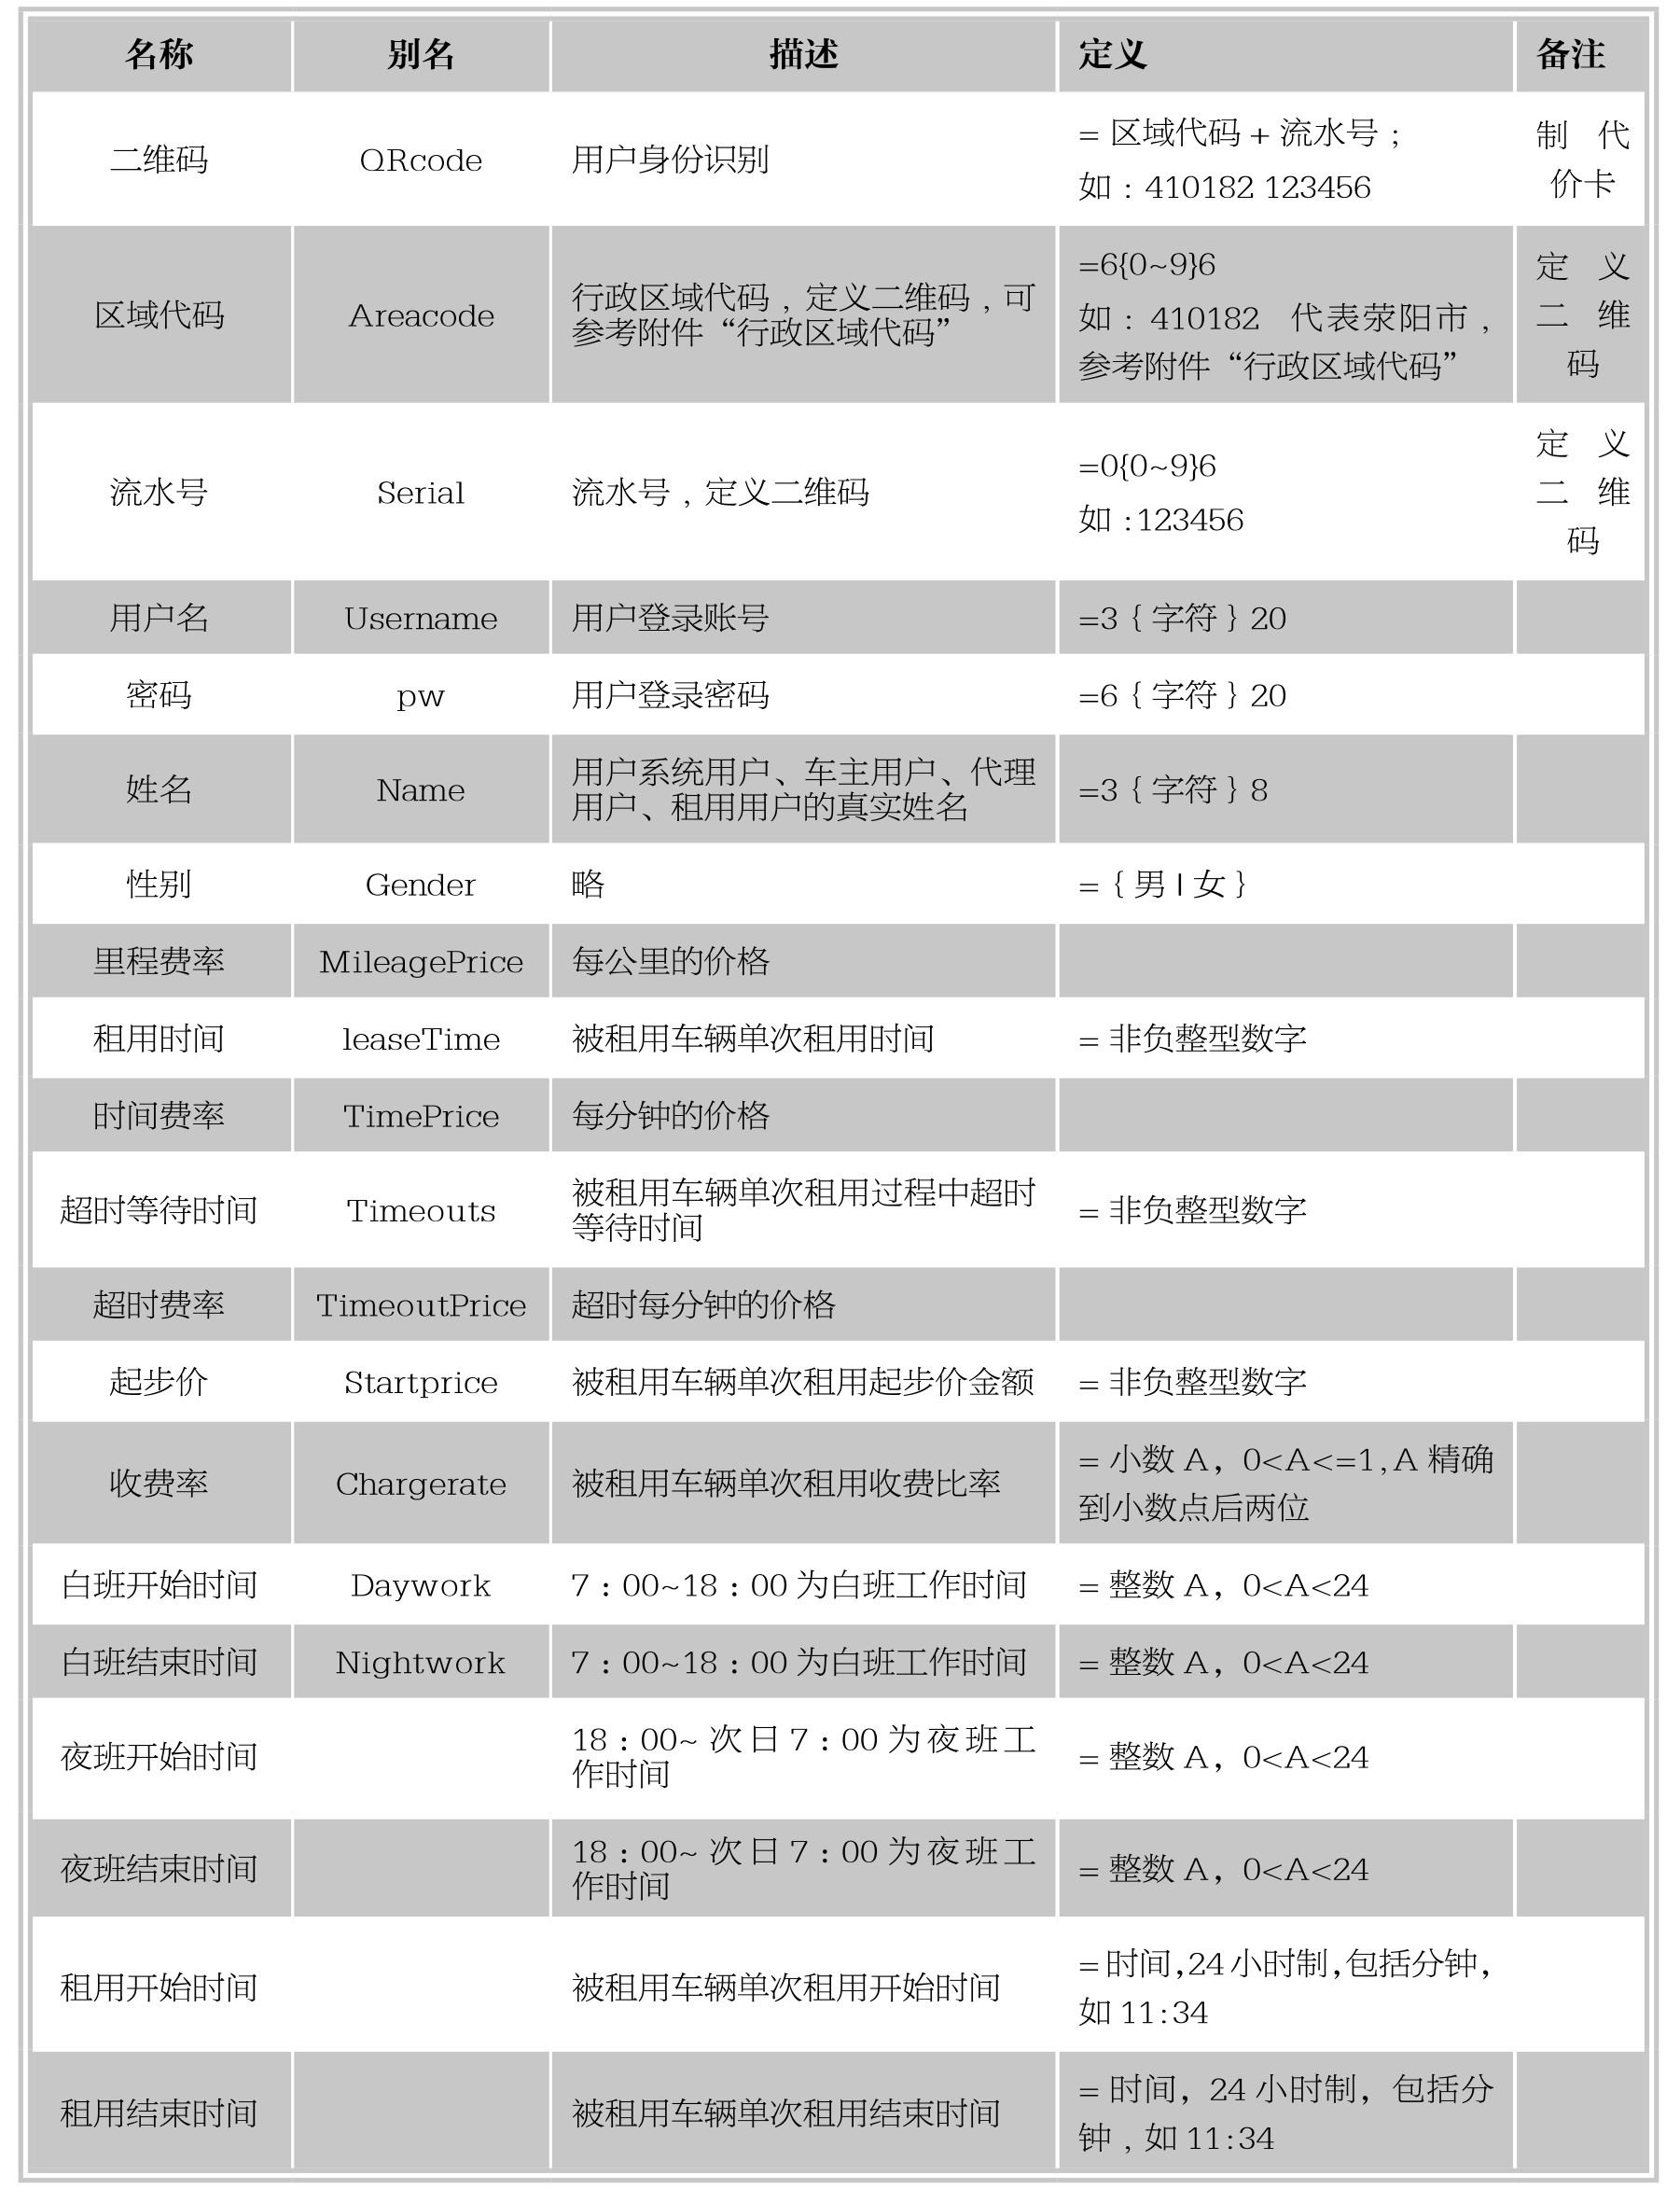 名称 别名 描述 定义 备注
二维码 QRcode 用户身份识别 = 区域代码 + 流水号；
如：410182 123456 制代
价卡
区域代码 Areacode 行政区域代码，定义二维码，可
参考附件“行政区域代码” =6{0~9}6
如：410182 代表荥阳市，
参考附件“行政区域代码” 定义
二维
码
流水号 Serial 流水号，定义二维码 =0{0~9}6
如:123456 定义
二维
码
用户名 Username 用户登录账号 =3｛字符｝20
密码 pw 用户登录密码 =6｛字符｝20
姓名 Name 用户系统用户、车主用户、代理
用户、租用用户的真实姓名 =3｛字符｝8
性别 Gender 略 =｛男 | 女｝
里程费率 MileagePrice 每公里的价格
租用时间 leaseTime 被租用车辆单次租用时间 = 非负整型数字
时间费率 TimePrice 每分钟的价格
超时等待时间 Timeouts 被租用车辆单次租用过程中超时
等待时间 = 非负整型数字
超时费率 TimeoutPrice 超时每分钟的价格
起步价 Startprice 被租用车辆单次租用起步价金额 = 非负整型数字
收费率 Chargerate 被租用车辆单次租用收费比率 = 小数 A，0<A<=1,A 精确
到小数点后两位
白班开始时间 Daywork 7：00~18：00 为白班工作时间 = 整数 A，0<A<24
白班结束时间 Nightwork 7：00~18：00 为白班工作时间 = 整数 A，0<A<24
夜班开始时间 18：00~ 次日 7：00 为夜班工
作时间 = 整数 A，0<A<24
夜班结束时间 18：00~ 次日 7：00 为夜班工
作时间 = 整数 A，0<A<24
租用开始时间 被租用车辆单次租用开始时间 = 时间,24 小时制,包括分钟,
如 11:34
租用结束时间 被租用车辆单次租用结束时间 = 时间，24 小时制，包括分
钟，如 11:34